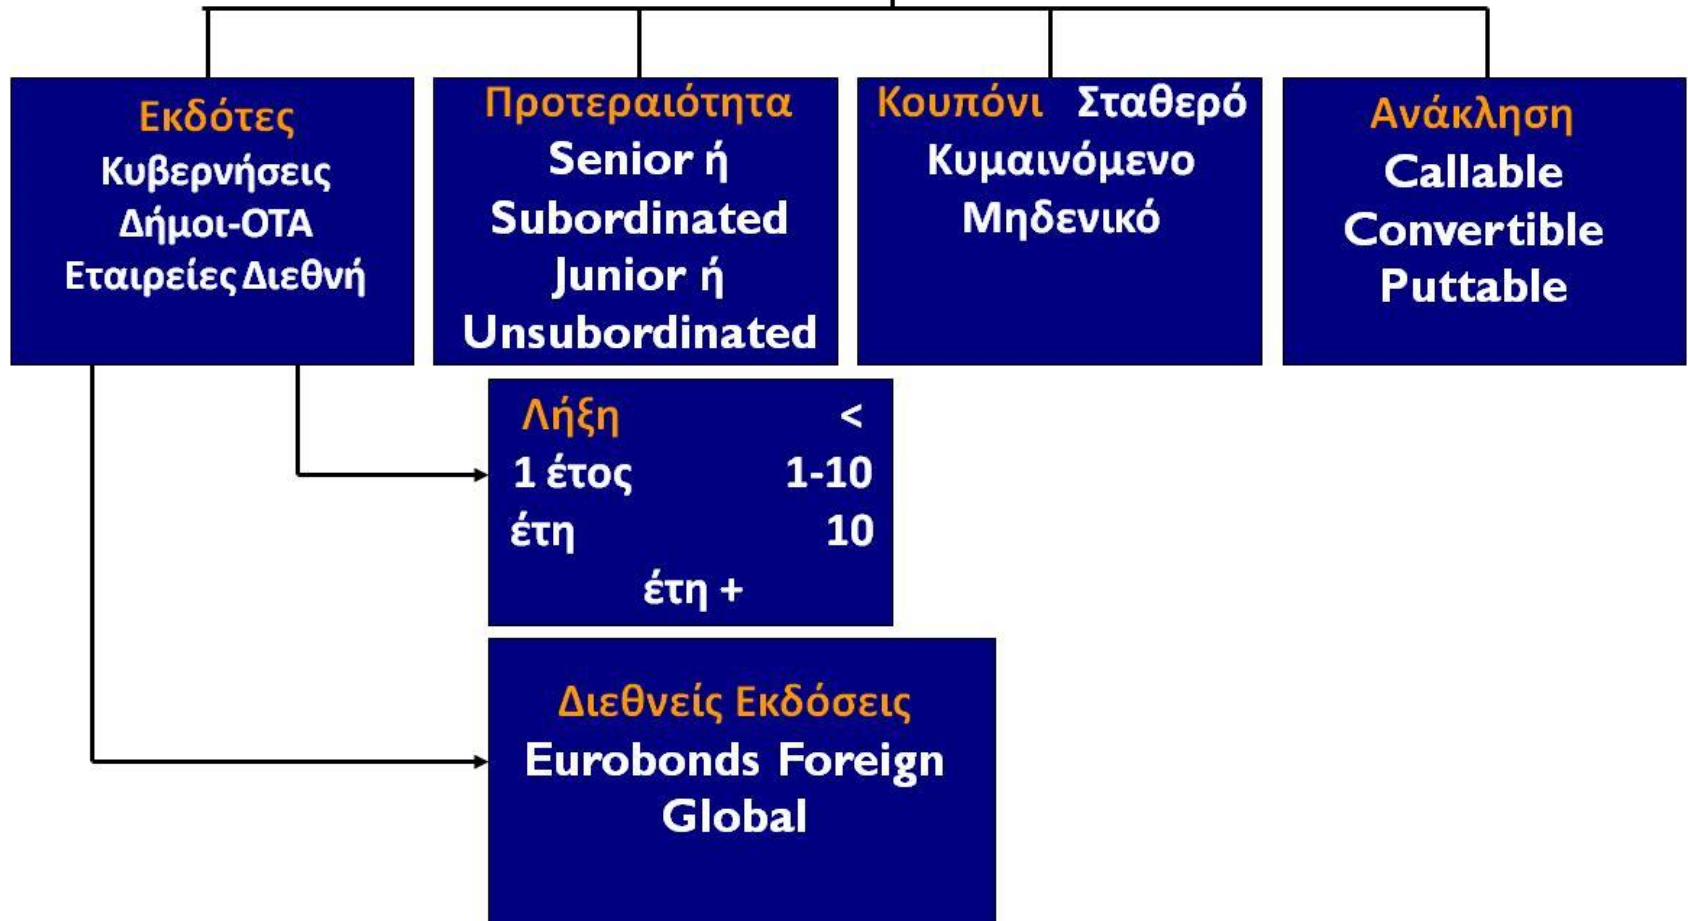 Εκδότες
Κυβερνήσεις
Δήμοι-ΟΤΑ
Εταιρείες Διεθνή
Προτεραιότητα
Senior ή
Subordinated
Junior ή
Unsubordinated
Κουπόνι Σταθερό
Κυμαινόμενο
Μηδενικό
Ανάκληση
Callable
Convertible
Puttable
Λήξη <
1 έτος 1-10
έτη 10
έτη +
Διεθνείς Εκδόσεις
Eurobonds Foreign
Global